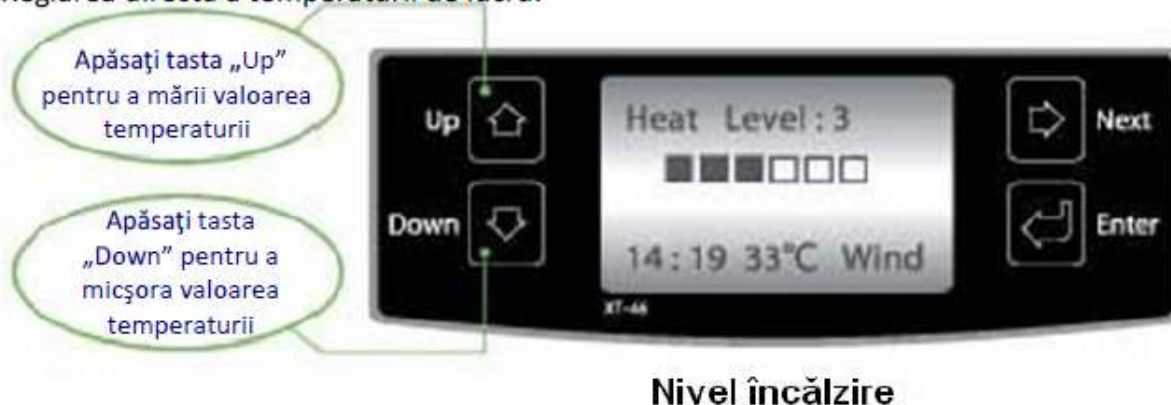 Apăsaţi tasta „Up”
pentru a mării valoarea
temperaturii
Apăsaţi tasta
„Down” pentru a
micşora valoarea
temperaturii
Up
Down
Heat Level : 3
14 : 19 33°C Wind
XT-46
Next
Enter
Nivel încălzire